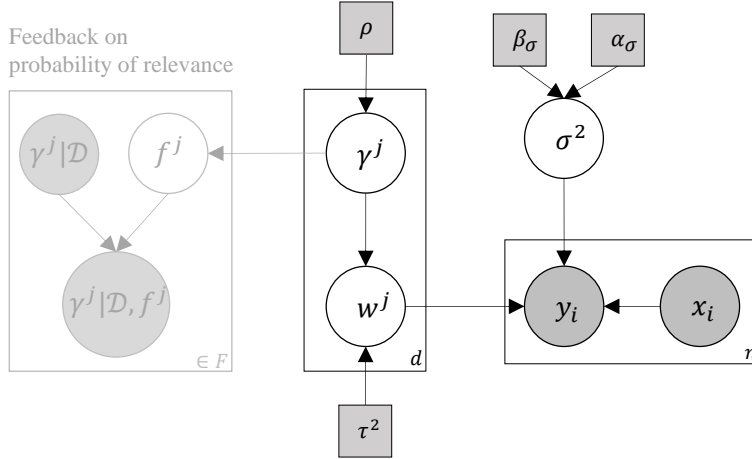 Feedback on
probability of relevance
ρ
β_σ
α_σ
γ^j|𝒟
f^j
γ^j
σ^2
γ^j|𝒟, f^j
w^j
y_i
x_i
∈ F
d
τ^2